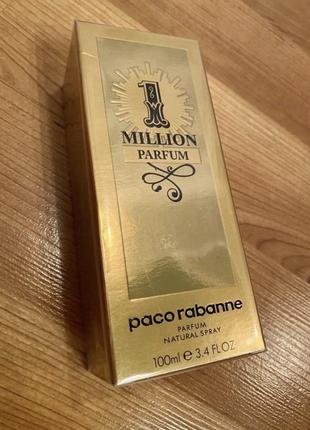 1
MILLION
PARFUM
paco rabanne
PARFUM
NATURAL SPRAY
100ml e 3.4 FL OZ